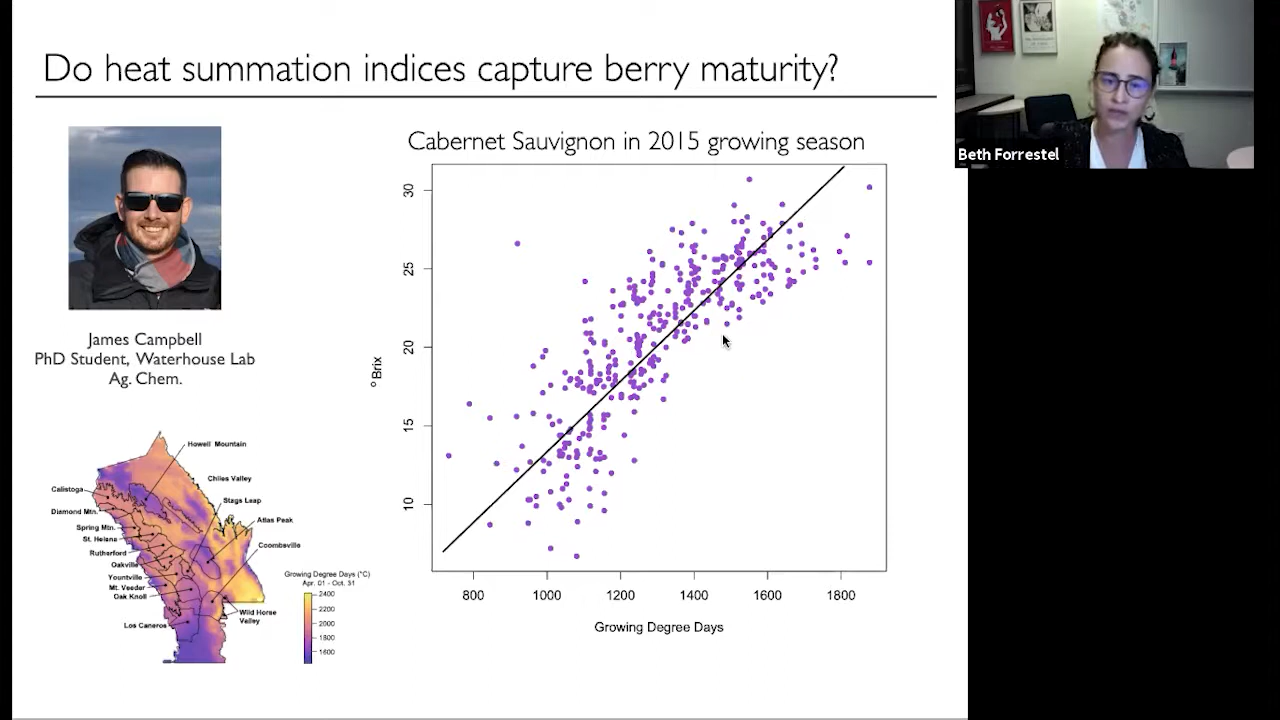 Do heat summation indices capture berry maturity?
Beth Forrestel
Cabernet Sauvignon in 2015 growing season
James Campbell
PhD Student, Waterhouse Lab
Ag. Chem.
°Brix
30
25
20
15
10
800 1000 1200 1400 1600 1800
Growing Degree Days
Howell Mountain
Chiles Valley
Calistoga
Stags Leap
Diamond Mtn.
Atlas Peak
Spring Mtn.
St. Helena
Coombsville
Rutherford
Oakville
Yountville
Mt. Veeder
Oak Knoll
Wild Horse
Valley
Los Caneros
Growing Degree Days (°C)
Apr. 01 - Oct. 31
2400
2200
2000
1800
1600